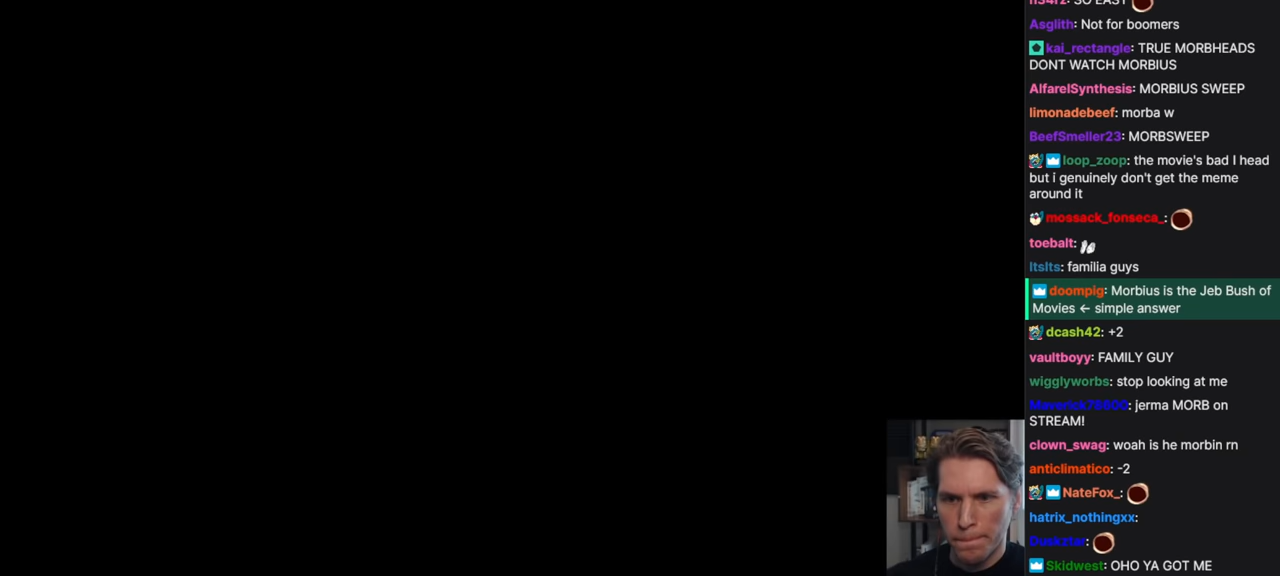 SO EASY
Asglith: Not for boomers
kai_rectangle: TRUE MORBHEADS
DONT WATCH MORBIUS
AlfarelSynthesis: MORBIUS SWEEP
limonadebeef: morba w
BeefSmeller23: MORBSWEEP
loop_zoop: the movie's bad I head
but i genuinely don't get the meme
around it
mossack_fonseca_:
toebalt:
ItsIts: familia guys
doompig: Morbius is the Jeb Bush of
Movies ← simple answer
dcash42: +2
vaultboyy: FAMILY GUY
wigglyworbs: stop looking at me
Maverick78600: jerma MORB on
STREAM!
clown_swag: woah is he morbin rn
anticlimatico: -2
NateFox_:
hatrix_nothingxx:
Duskztar:
Skidwest: OHO YA GOT ME